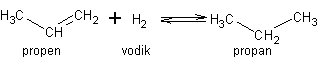 H₃C CH CH₂ + H₂ H₃C CH₂ CH₃
propen vodik propan